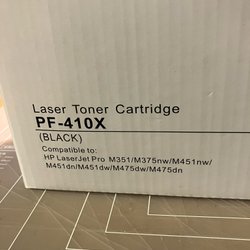 Laser Toner Cartridge
PF-410X
(BLACK)
Compatible to:
HP LaserJet Pro M351/M375nw/M451nw/
M451dn/M451dw/M475dw/M475dn